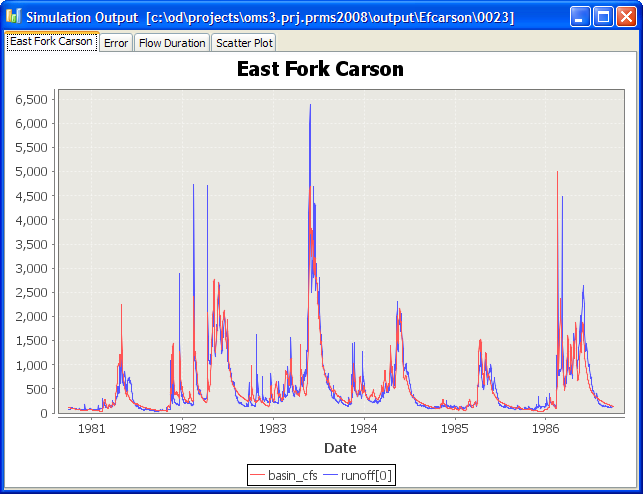 Simulation Output [c:\od\projects\oms3.prj.prms2008\output\Efcarson\0023]
East Fork Carson Error Flow Duration Scatter Plot
East Fork Carson
6,500
6,000
5,500
5,000
4,500
4,000
3,500
3,000
2,500
2,000
1,500
1,000
500
0
1981 1982 1983 1984 1985 1986
Date
basin_cfs runoff[0]